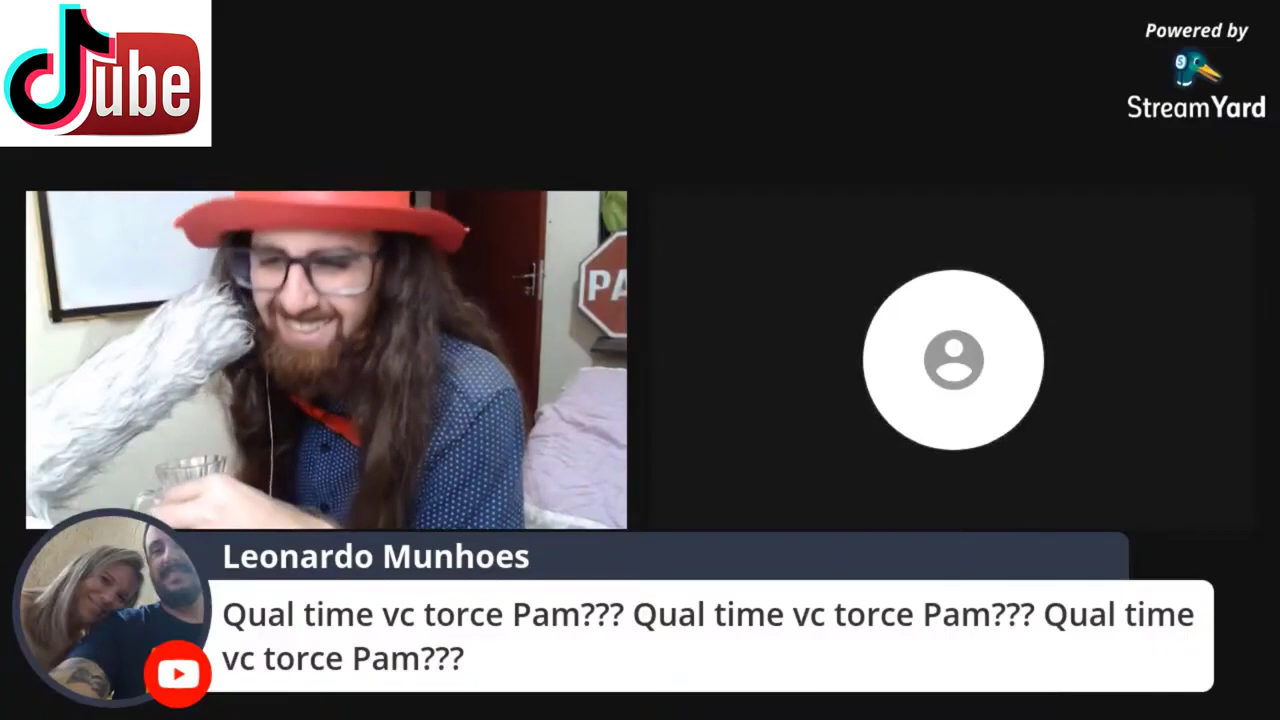 Tube
Powered by
StreamYard
PA
Leonardo Munhoes
Qual time vc torce Pam??? Qual time vc torce Pam??? Qual time
vc torce Pam???